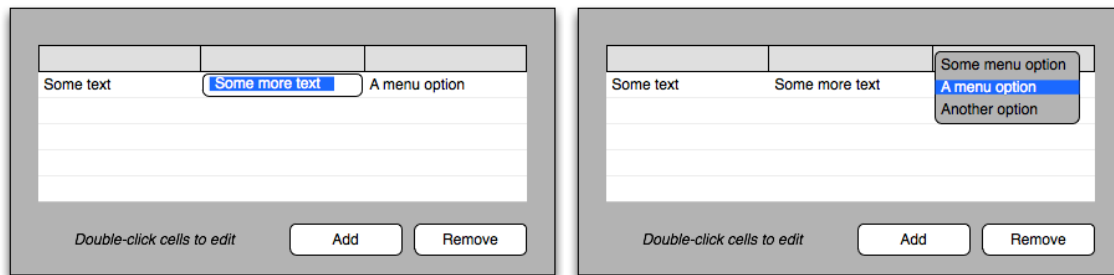 Some text Some more text A menu option
Double-click cells to edit Add Remove
Some menu option
Some text Some more text A menu option
Another option
Double-click cells to edit Add Remove